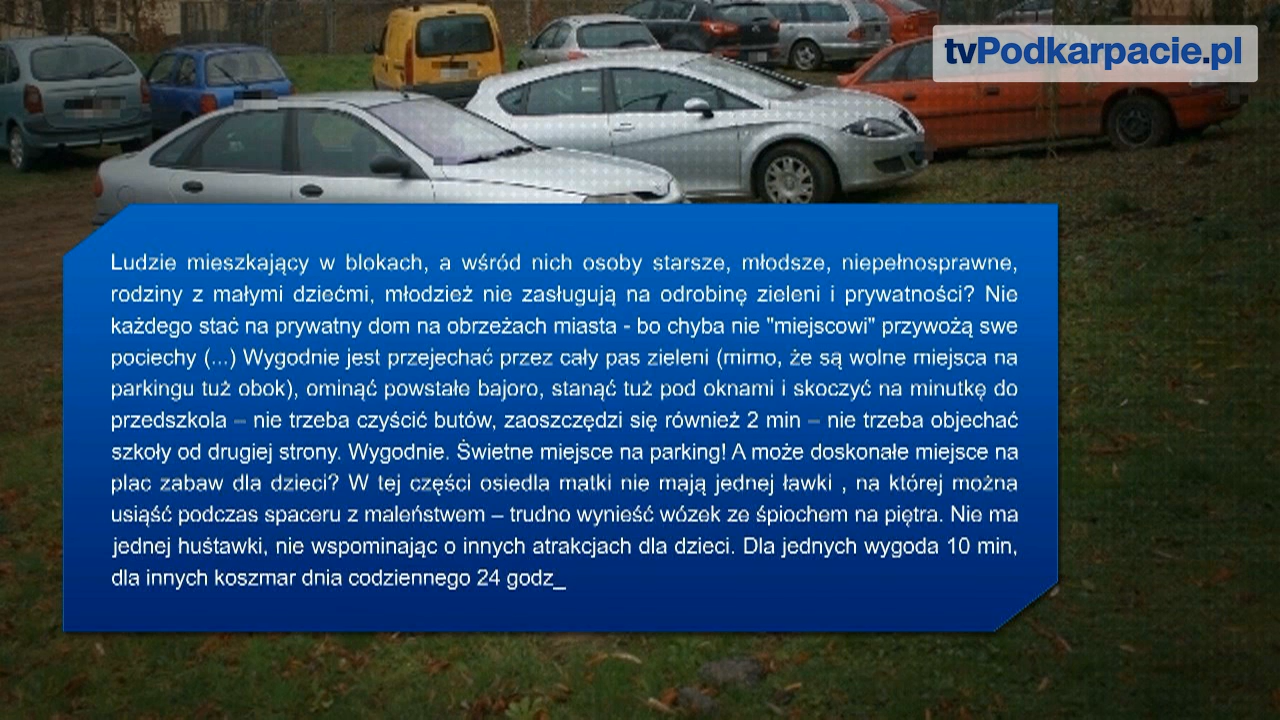 tvPodkarpacie.pl
Ludzie mieszkający w blokach, a wśród nich osoby starsze, młodsze, niepełnosprawne,
rodziny z małymi dziećmi, młodzież nie zasługują na odrobinę zieleni i prywatności? Nie
każdego stać na prywatny dom na obrzeżach miasta - bo chyba nie "miejscowi" przywożą swe
pociechy (...) Wygodnie jest przejechać przez cały pas zieleni (mimo, że są wolne miejsca na
parkingu tuż obok), ominąć powstałe bajoro, stanąć tuż pod oknami i skoczyć na minutkę do
przedszkola – nie trzeba czyścić butów, zaoszczędzi się również 2 min – nie trzeba objechać
szkoły od drugiej strony. Wygodnie. Świetne miejsce na parking! A może doskonałe miejsce na
plac zabaw dla dzieci? W tej części osiedla matki nie mają jednej ławki , na której można
usiąść podczas spaceru z maleństwem – trudno wynieść wózek ze śpiochem na piętra. Nie ma
jednej huśtawki, nie wspominając o innych atrakcjach dla dzieci. Dla jednych wygoda 10 min,
dla innych koszmar dnia codziennego 24 godz_